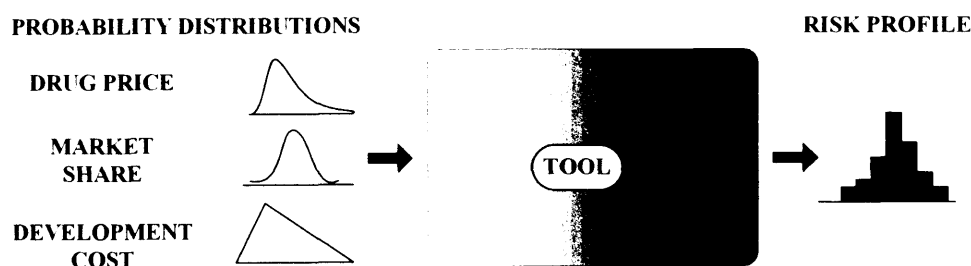 PROBABILITY DISTRIBUTIONS
RISK PROFILE
DRUG PRICE
MARKET
SHARE
TOOL
DEVELOPMENT
COST